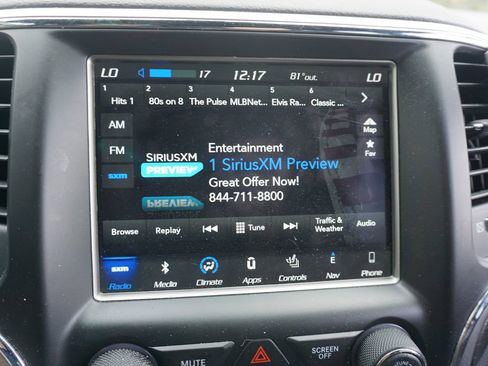 LO 17 12:17 81°out. LO
1 2 3 4 5 6
Hits 1 80s on 8 The Pulse MLBNet... Elvis Ra... Classic ...
AM
Map
FM
Fav
sxm
SIRIUSXM
PREVIEW
Entertainment
1 SiriusXM Preview
Great Offer Now!
844-711-8800
Browse Replay Tune Traffic & Weather Audio
sxm ü E
Radio Media Climate Apps Controls Nav Phone
MUTE SCREEN OFF